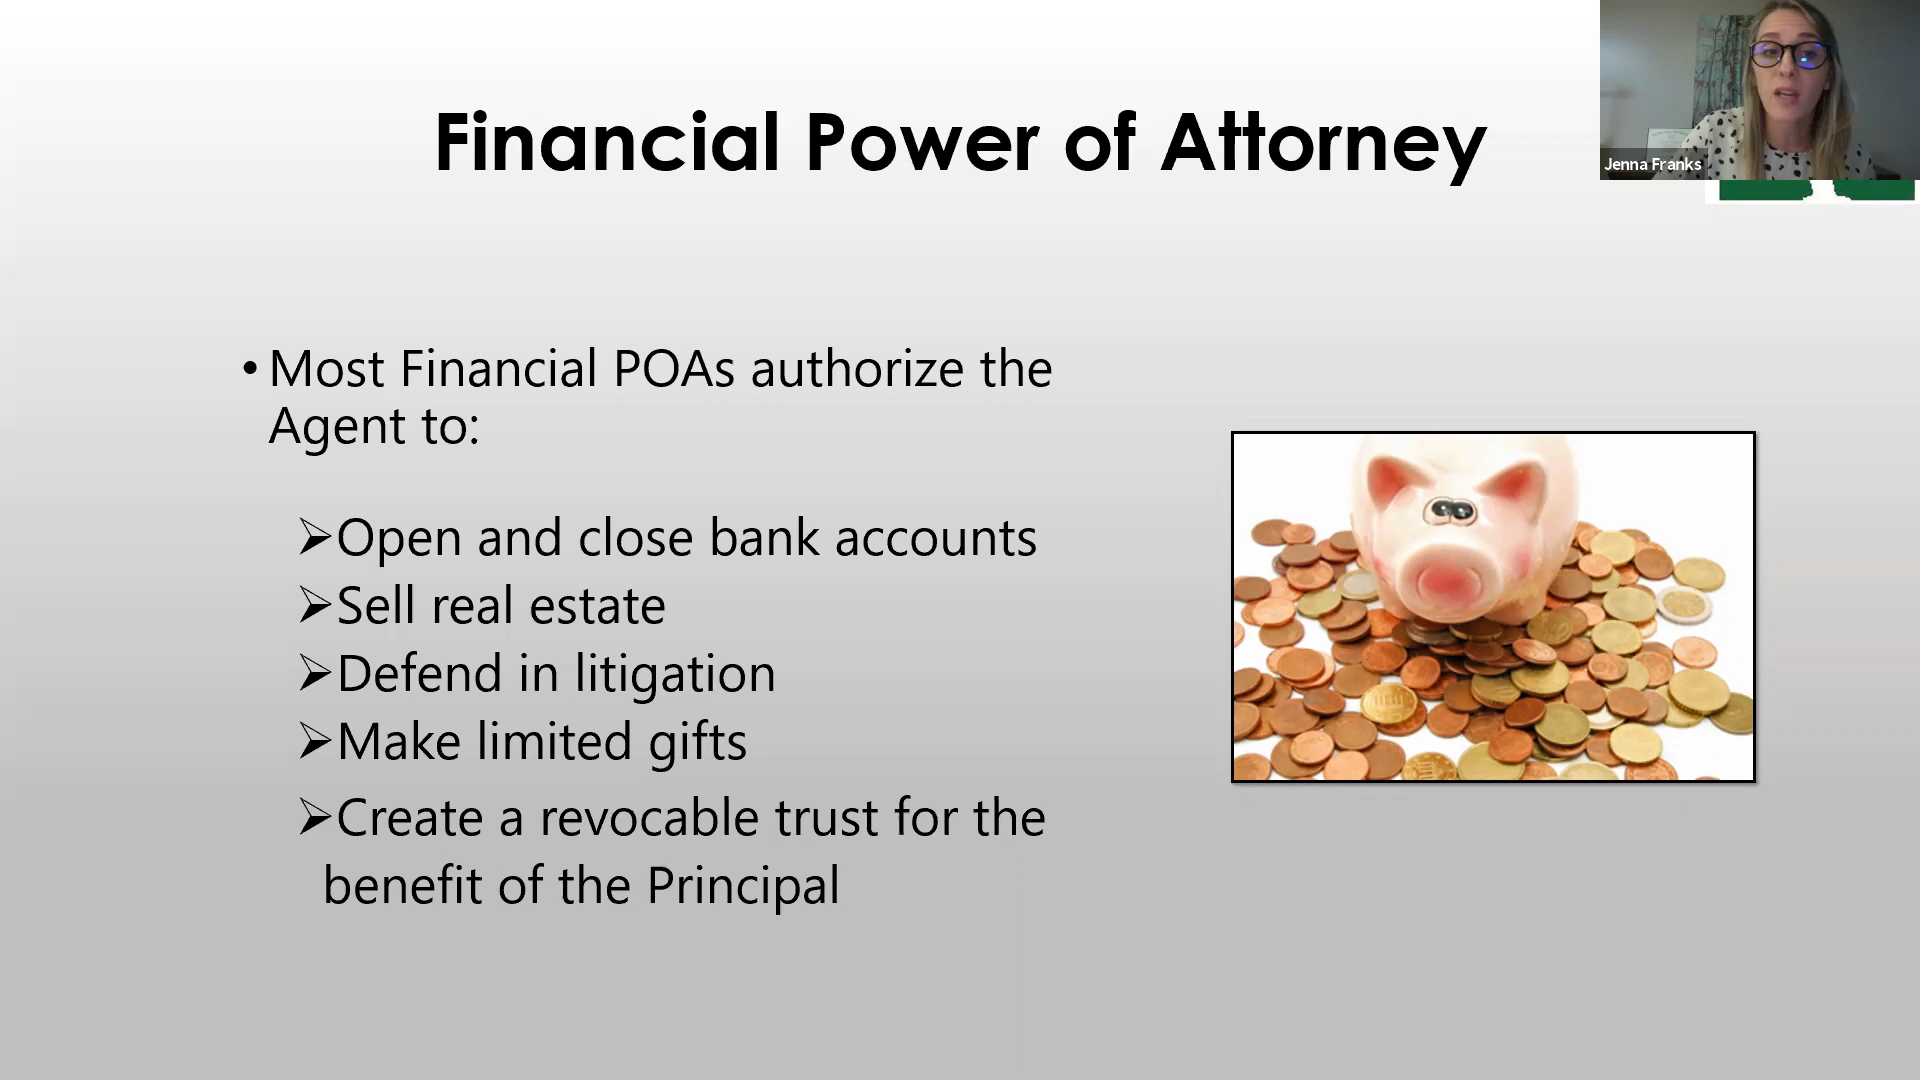 Financial Power of Attorney
Jenna Franks
• Most Financial POAs authorize the
Agent to:
➢Open and close bank accounts
➢Sell real estate
➢Defend in litigation
➢Make limited gifts
➢Create a revocable trust for the
benefit of the Principal